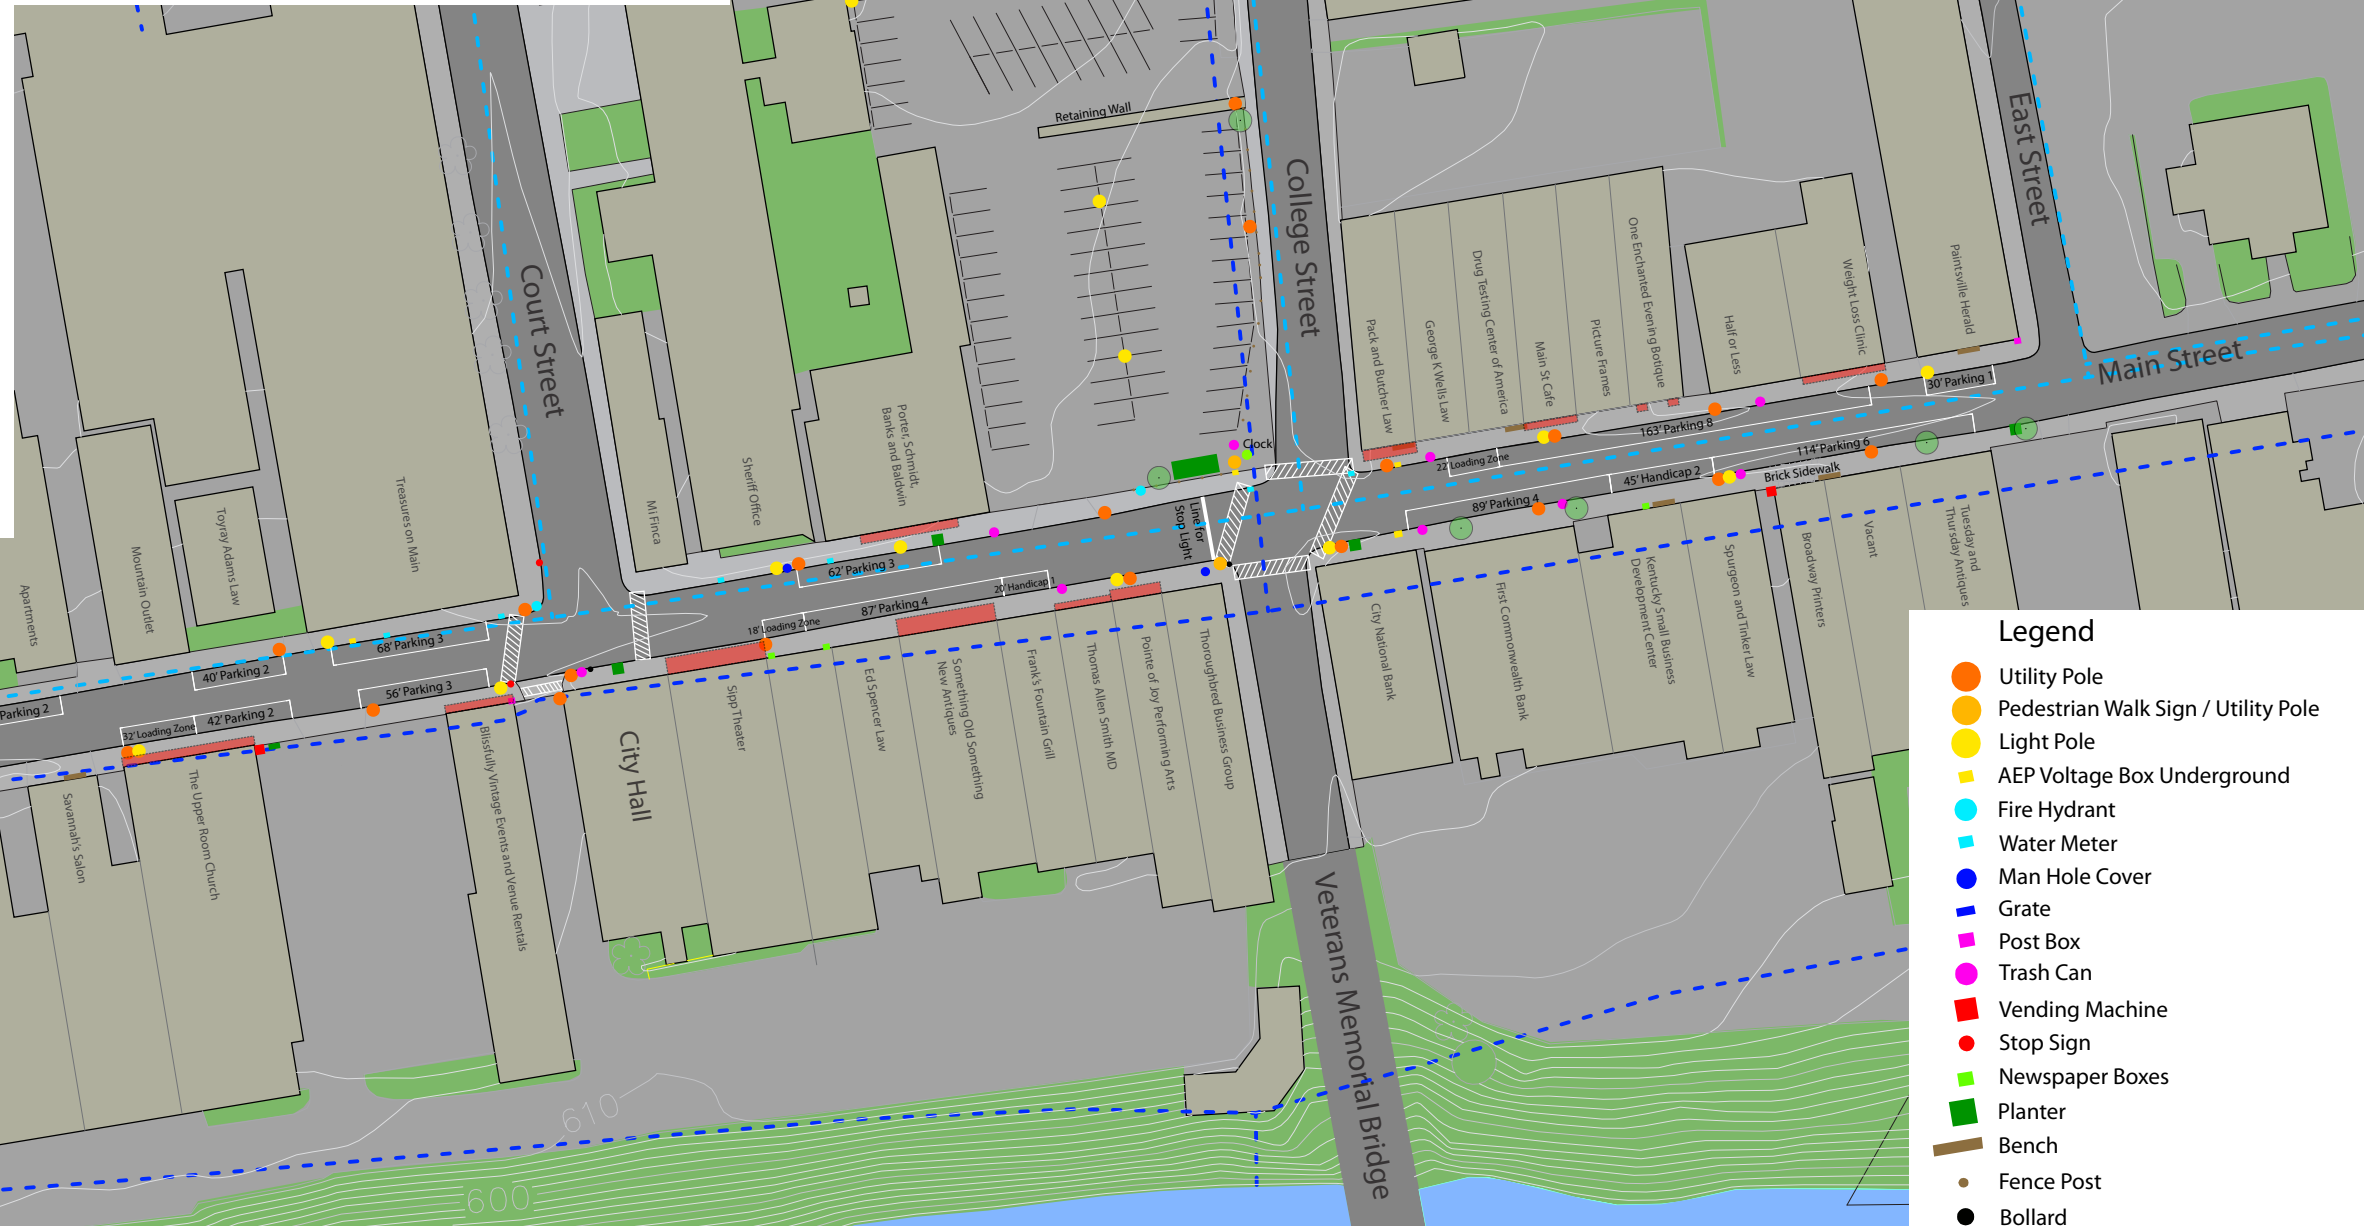 Retaining Wall
College Street
East Street
Court Street
Main Street
Clock
Line for
Stop Light
Apartments
Mountain Outlet
Toyray Adams Law
Treasures on Main
Mi Finca
Sheriff Office
Porter, Schmidt,
Banks and Baldwin
Pack and Butcher Law
George K Wells Law
Drug Testing Center of America
Main St Cafe
Picture Frames
One Enchanted Evening Botique
Half or Less
Weight Loss Clinic
Paintsville Herald
30' Parking 1
163' Parking 8
22' Loading Zone
114' Parking 6
45' Handicap 2
Brick Sidewalk
89' Parking 4
62' Parking 3
20' Handicap 1
87' Parking 4
18' Loading Zone
68' Parking 3
40' Parking 2
56' Parking 3
42' Parking 2
32' Loading Zone
Parking 2
Savannah's Salon
The Upper Room Church
Blissfully Vintage Events and Venue Rentals
City Hall
Sipp Theater
Ed Spencer Law
Something Old Something
New Antiques
Frank's Fountain Grill
Thomas Allen Smith MD
Pointe of Joy Performing Arts
Thoroughbred Business Group
City National Bank
First Commonwealth Bank
Kentucky Small Business
Development Center
Spurgeon and Tinker Law
Broadway Printers
Vacant
Tuesday and
Thursday Antiques
Veterans Memorial Bridge
610
600
Legend
Utility Pole
Pedestrian Walk Sign / Utility Pole
Light Pole
AEP Voltage Box Underground
Fire Hydrant
Water Meter
Man Hole Cover
Grate
Post Box
Trash Can
Vending Machine
Stop Sign
Newspaper Boxes
Planter
Bench
Fence Post
Bollard